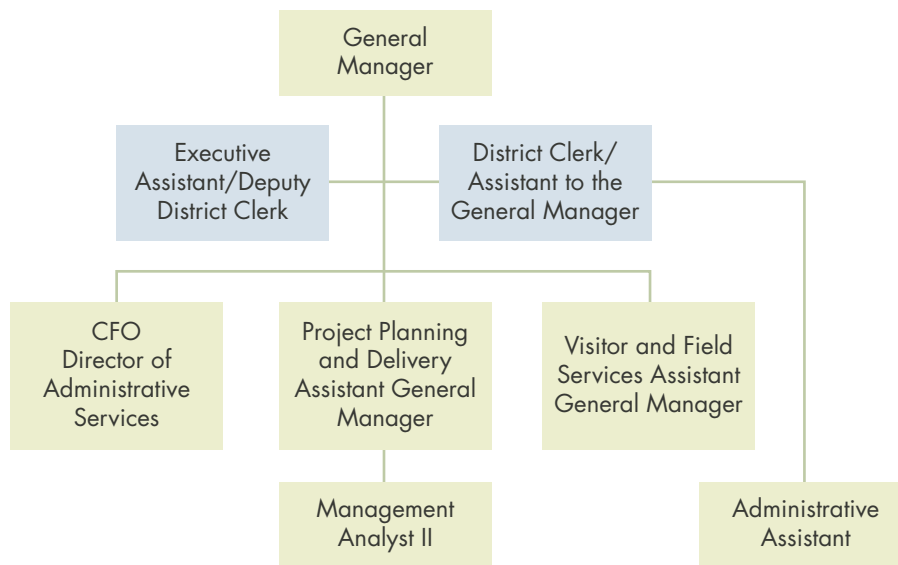 General
Manager
Executive
Assistant/Deputy
District Clerk
District Clerk/
Assistant to the
General Manager
CFO
Director of
Administrative
Services
Project Planning
and Delivery
Assistant General
Manager
Visitor and Field
Services Assistant
General Manager
Management
Analyst II
Administrative
Assistant